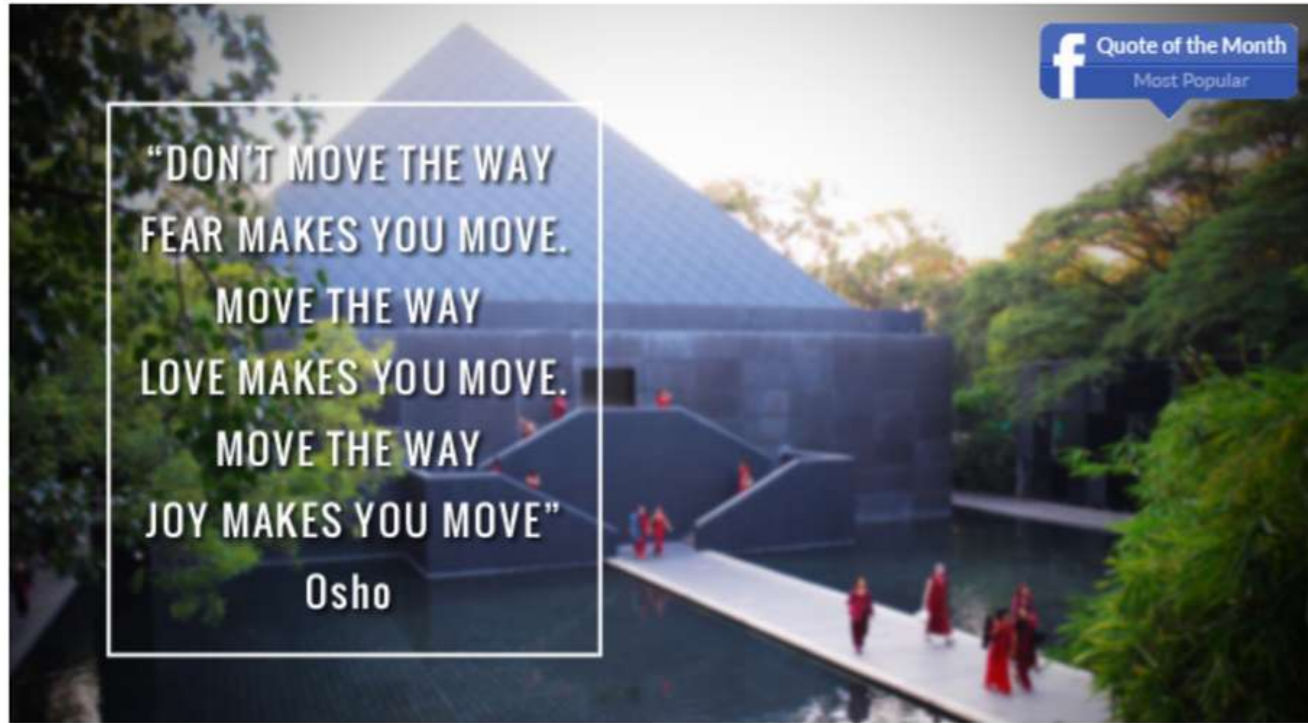 Quote of the Month
Most Popular
“DON’T MOVE THE WAY
FEAR MAKES YOU MOVE.
MOVE THE WAY
LOVE MAKES YOU MOVE.
MOVE THE WAY
JOY MAKES YOU MOVE”
Osho